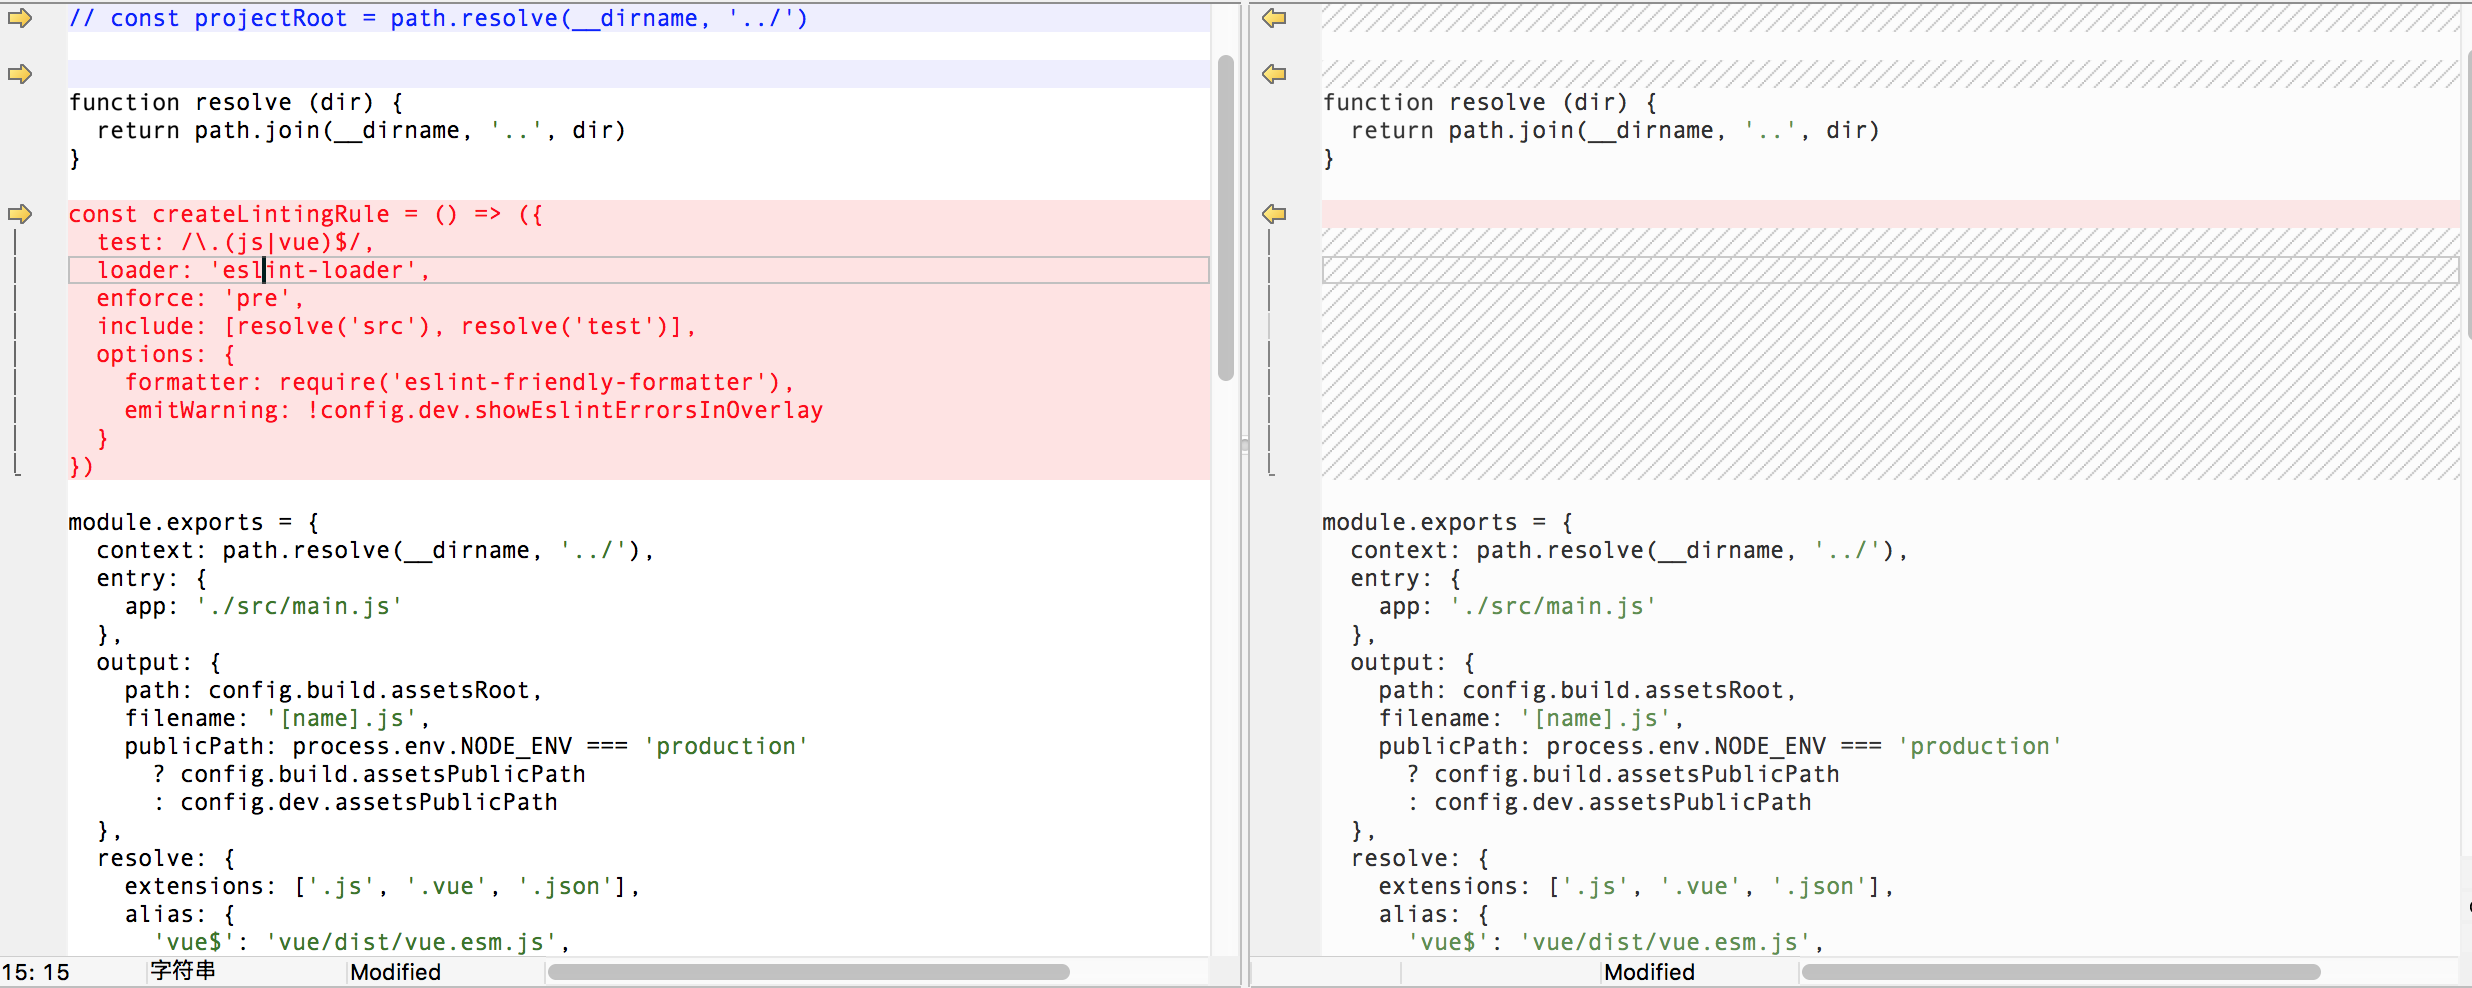 // const projectRoot = path.resolve(__dirname, '../')
function resolve (dir) {
  return path.join(__dirname, '..', dir)
}
const createLintingRule = () => ({
  test: /\.(js|vue)$/,
  loader: 'eslint-loader',
  enforce: 'pre',
  include: [resolve('src'), resolve('test')],
  options: {
    formatter: require('eslint-friendly-formatter'),
    emitWarning: !config.dev.showEslintErrorsInOverlay
  }
})
module.exports = {
  context: path.resolve(__dirname, '../'),
  entry: {
    app: './src/main.js'
  },
  output: {
    path: config.build.assetsRoot,
    filename: '[name].js',
    publicPath: process.env.NODE_ENV === 'production'
      ? config.build.assetsPublicPath
      : config.dev.assetsPublicPath
  },
  resolve: {
    extensions: ['.js', '.vue', '.json'],
    alias: {
      'vue$': 'vue/dist/vue.esm.js',
15: 15 字符串 Modified
function resolve (dir) {
  return path.join(__dirname, '..', dir)
}
module.exports = {
  context: path.resolve(__dirname, '../'),
  entry: {
    app: './src/main.js'
  },
  output: {
    path: config.build.assetsRoot,
    filename: '[name].js',
    publicPath: process.env.NODE_ENV === 'production'
      ? config.build.assetsPublicPath
      : config.dev.assetsPublicPath
  },
  resolve: {
    extensions: ['.js', '.vue', '.json'],
    alias: {
      'vue$': 'vue/dist/vue.esm.js',
Modified